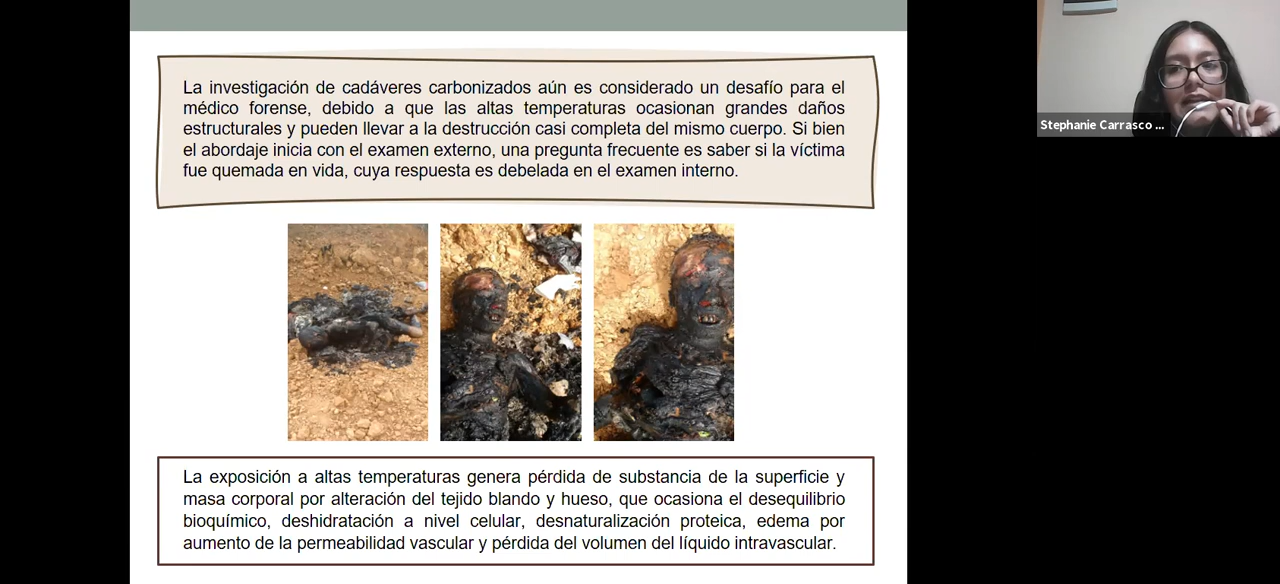 La investigación de cadáveres carbonizados aún es considerado un desafío para el
médico forense, debido a que las altas temperaturas ocasionan grandes daños
estructurales y pueden llevar a la destrucción casi completa del mismo cuerpo. Si bien
el abordaje inicia con el examen externo, una pregunta frecuente es saber si la víctima
fue quemada en vida, cuya respuesta es debelada en el examen interno.
Stephanie Carrasco ...
La exposición a altas temperaturas genera pérdida de substancia de la superficie y
masa corporal por alteración del tejido blando y hueso, que ocasiona el desequilibrio
bioquímico, deshidratación a nivel celular, desnaturalización proteica, edema por
aumento de la permeabilidad vascular y pérdida del volumen del líquido intravascular.